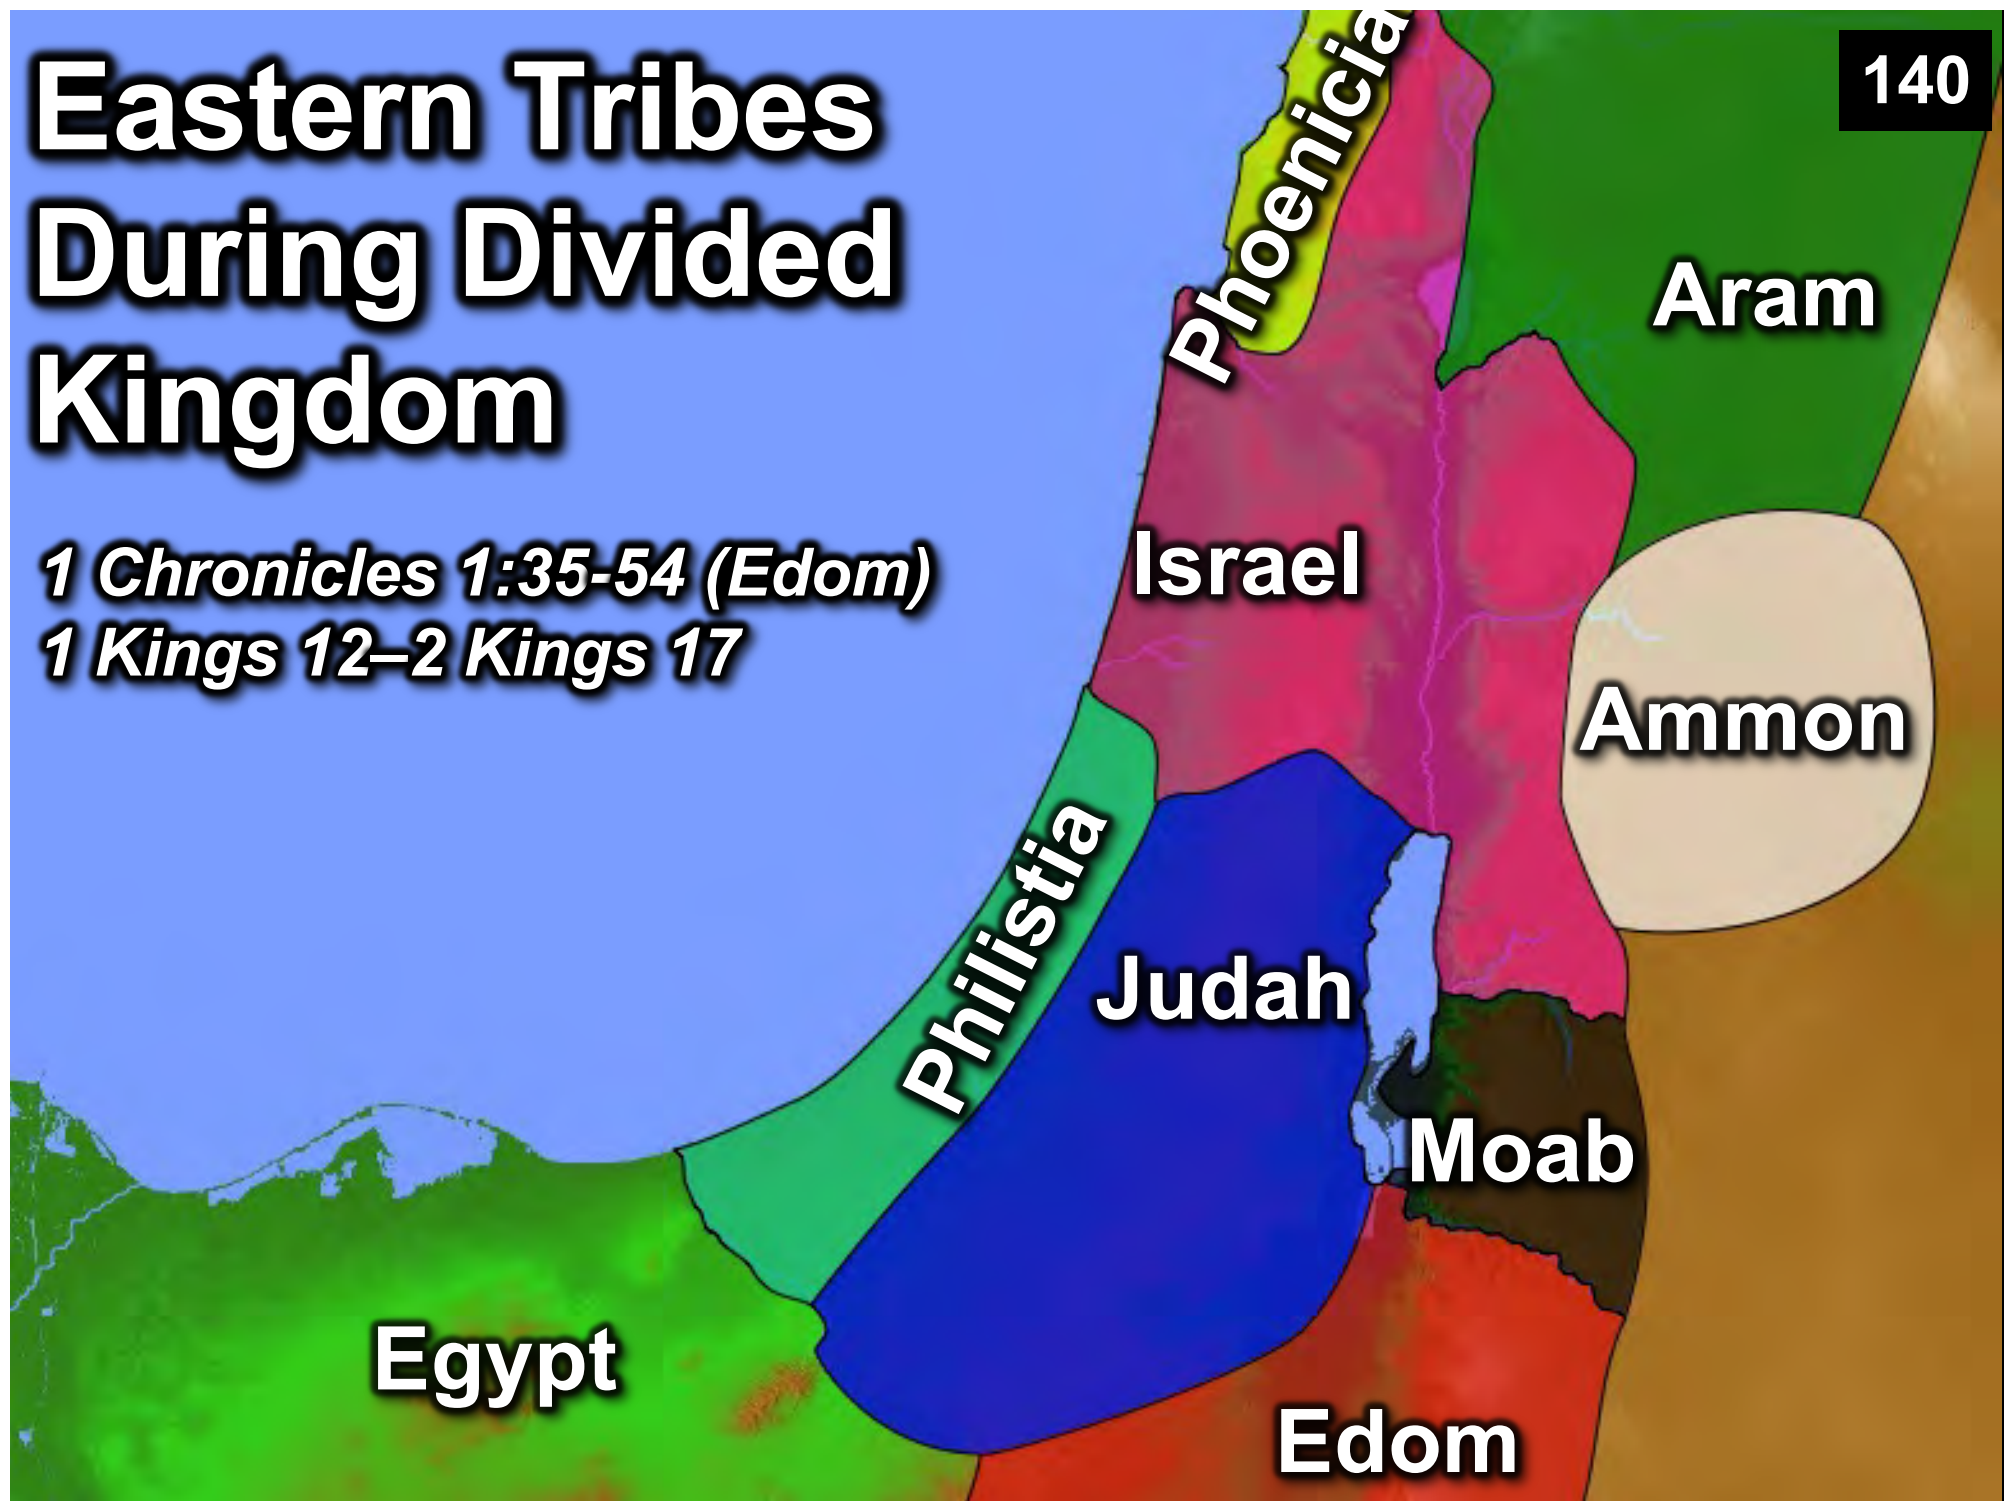 Eastern Tribes
During Divided
Kingdom
140
1 Chronicles 1:35-54 (Edom)
1 Kings 12–2 Kings 17
Phoenicia
Aram
Israel
Ammon
Philistia
Judah
Moab
Egypt
Edom